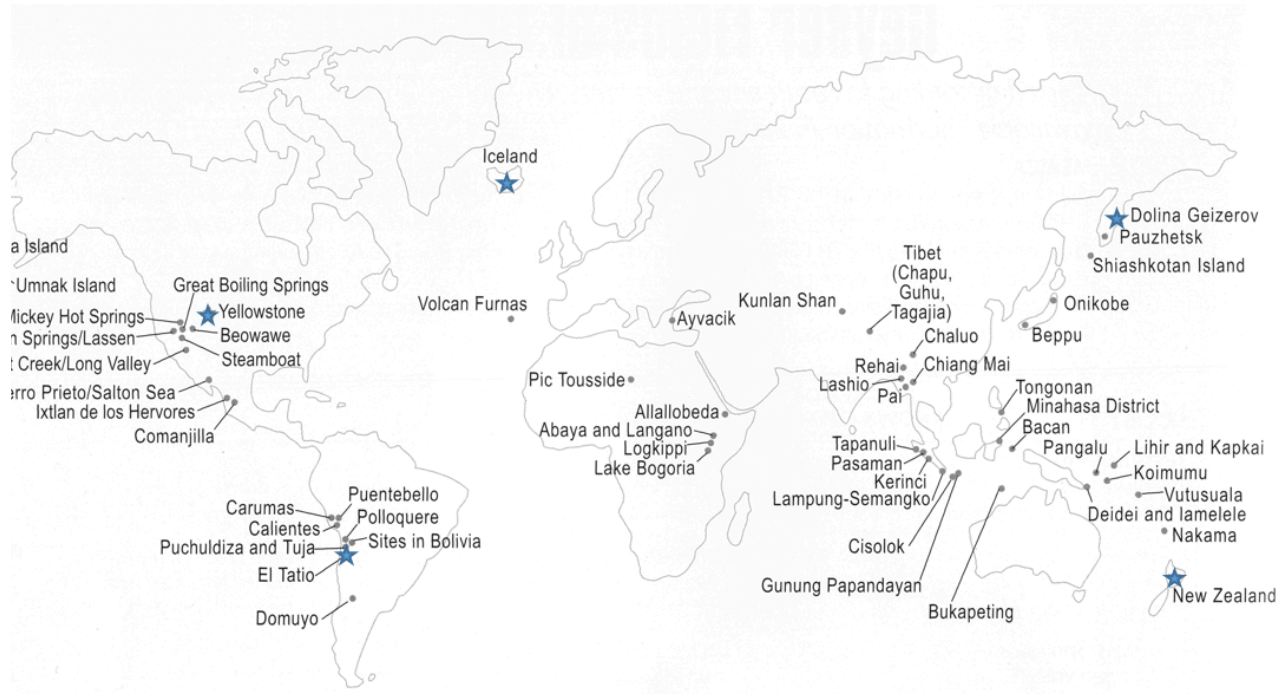 Iceland
Dolina Geizerov
Pauzhetsk
a Island
Tibet
(Chapu,
Guhu,
Tagajia)
Shiashkotan Island
Umnak Island
Great Boiling Springs
Volcan Furnas
Kunlan Shan
Onikobe
Mickey Hot Springs
Yellowstone
Ayvacik
n Springs/Lassen
Beowawe
Beppu
Chaluo
t Creek/Long Valley
Steamboat
Rehai
Chiang Mai
Pic Tousside
Lashio
erro Prieto/Salton Sea
Pai
Tongonan
Ixtlan de los Hervores
Allallobeda
Minahasa District
Comanjilla
Abaya and Langano
Bacan
Logkippi
Tapanuli
Pangalu
Lihir and Kapkai
Lake Bogoria
Pasaman
Koimumu
Kerinci
Puentebello
Lampung-Semangko
Vutusuala
Carumas
Polloquere
Deidei and Iamelele
Calientes
Sites in Bolivia
Nakama
Puchuldiza and Tuja
Cisolok
El Tatio
Gunung Papandayan
New Zealand
Domuyo
Bukapeting